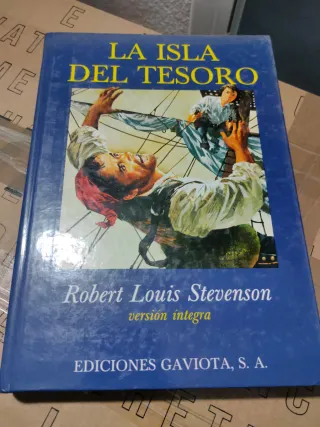 LA ISLA
DEL TESORO
Robert Louis Stevenson
versión íntegra
EDICIONES GAVIOTA, S. A.